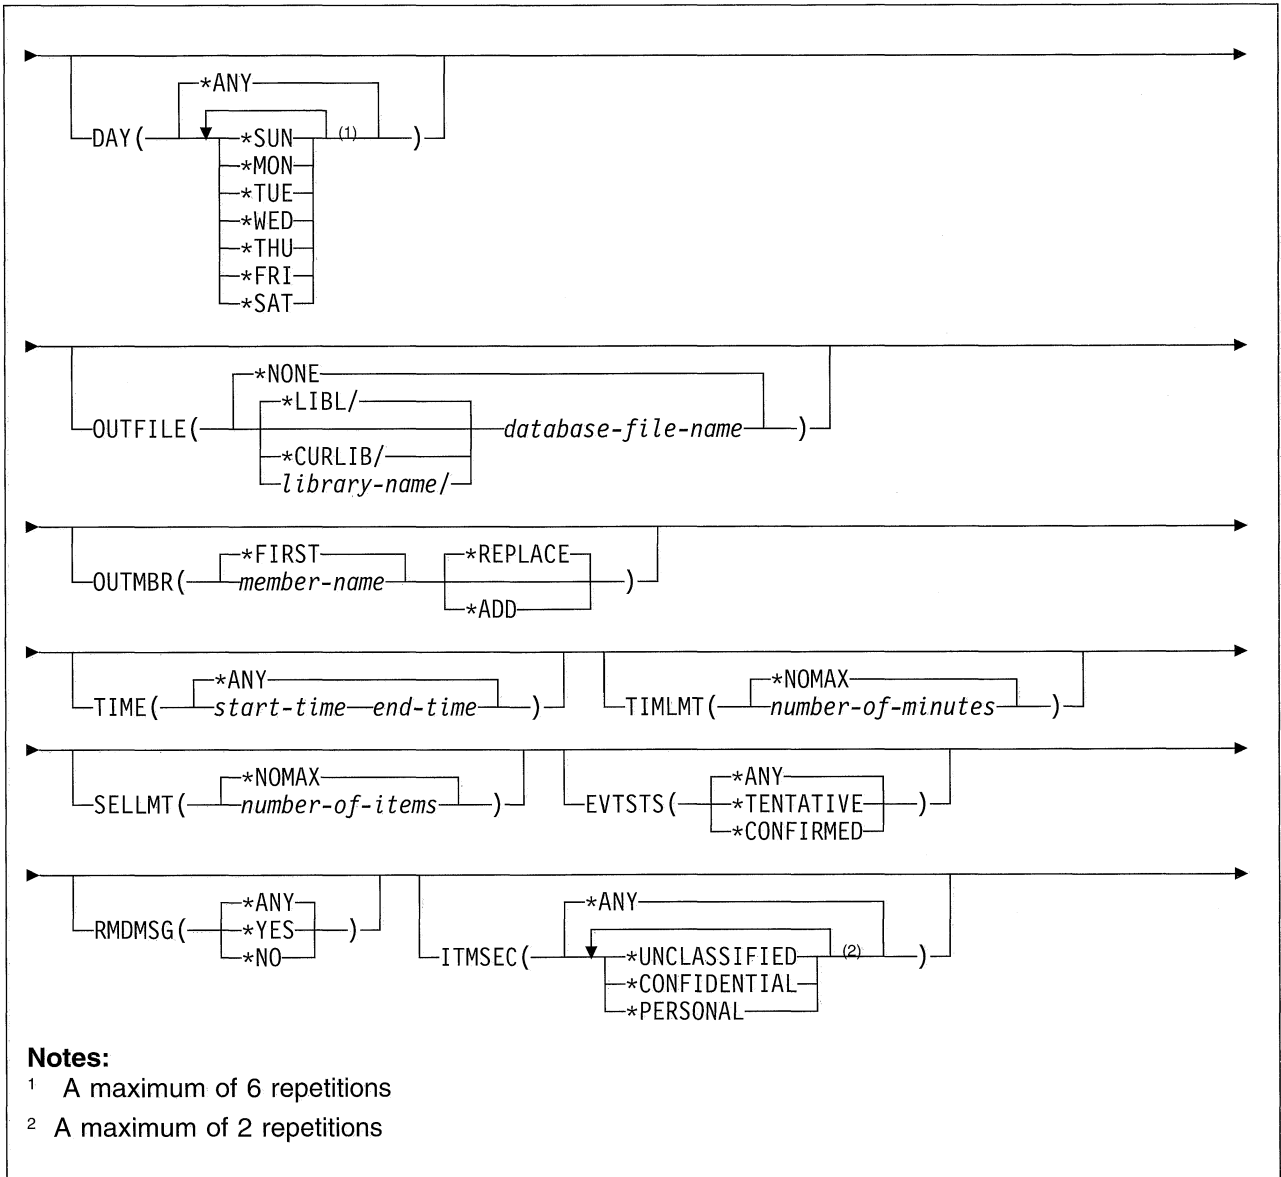 *ANY
DAY( *SUN (1) )
*MON
*TUE
*WED
*THU
*FRI
*SAT
*NONE
*LIBL/
OUTFILE( database-file-name )
*CURLIB/
library-name/
*FIRST *REPLACE
OUTMBR( member-name )
*ADD
*ANY *NOMAX
TIME( start-time end-time ) TIMLMT( number-of-minutes )
*NOMAX *ANY
SELLMT( number-of-items ) EVTSTS( *TENTATIVE )
*CONFIRMED
*ANY *ANY
RMDMSG( *YES )
*NO ITMSEC( *UNCLASSIFIED (2) )
*CONFIDENTIAL
*PERSONAL
Notes:
1 A maximum of 6 repetitions
2 A maximum of 2 repetitions